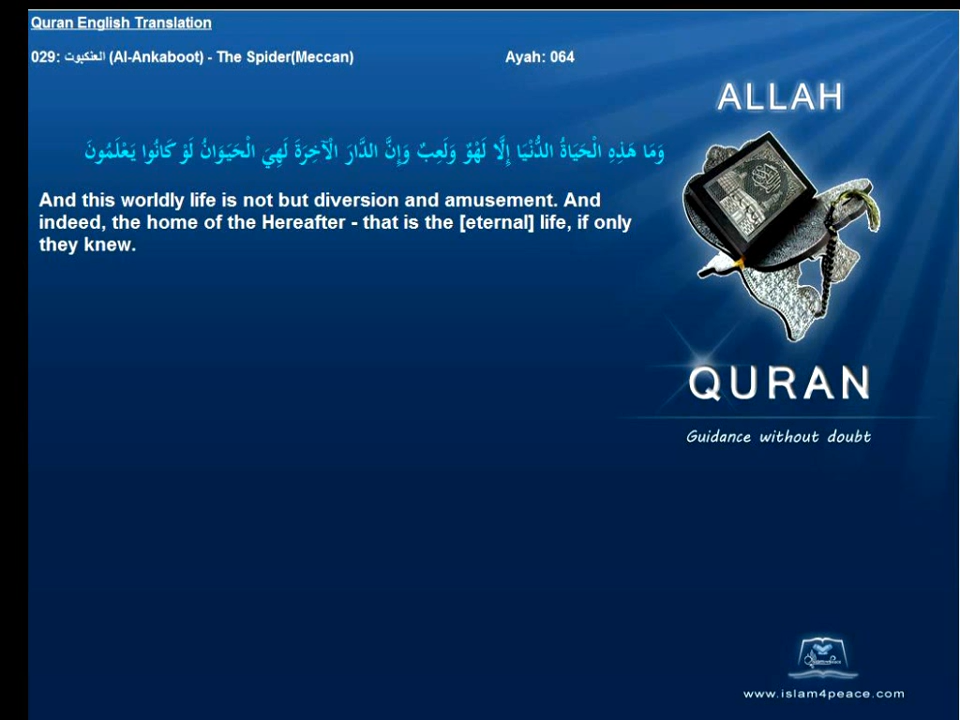 Quran English Translation
029: العنكبوت (Al-Ankaboot) - The Spider(Meccan) Ayah: 064
ALLAH
وَمَا هَذِهِ الْحَيَاةُ الدُّنْيَا إِلَّا لَهْوٌ وَلَعِبٌ وَإِنَّ الدَّارَ الْآخِرَةَ لَهِيَ الْحَيَوَانُ لَوْ كَانُوا يَعْلَمُونَ
And this worldly life is not but diversion and amusement. And
indeed, the home of the Hereafter - that is the [eternal] life, if only
they knew.
QURAN
Guidance without doubt
www.islam4peace.com